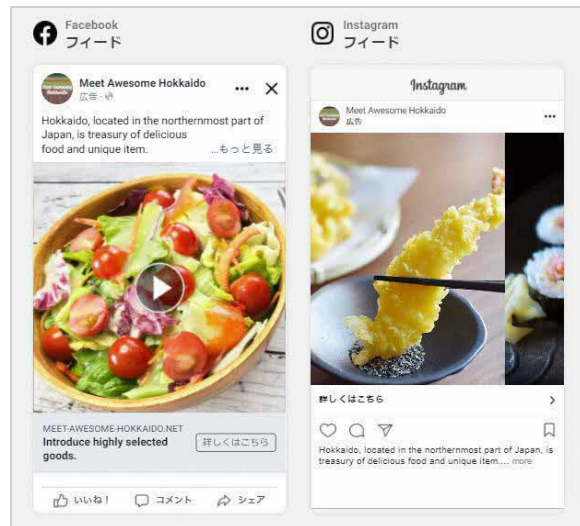 Facebook
フィード
Meet Awesome Hokkaido
広告・
Hokkaido, located in the northernmost part of
Japan, is treasury of delicious
food and unique item. ...もっと見る
MEET-AWESOME-HOKKAIDO.NET
Introduce highly selected
goods.
詳しくはこちら
いいね！ コメント シェア
Instagram
フィード
Instagram
Meet Awesome Hokkaido
広告
詳しくはこちら
Hokkaido, located in the northernmost part of Japan, is
treasury of delicious food and unique item.... more